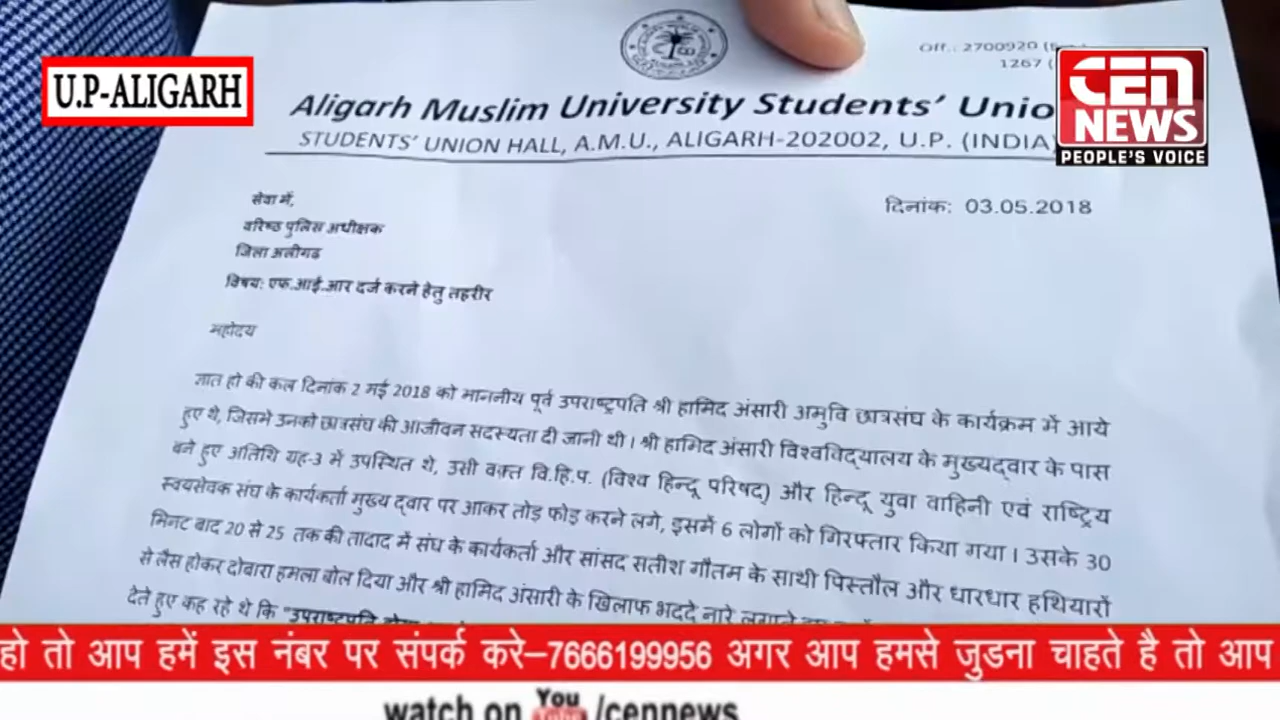 U.P-ALIGARH
Off.: 2700920
1267 (
CEN
NEWS
PEOPLE'S VOICE
Aligarh Muslim University Students' Unio
STUDENTS' UNION HALL, A.M.U., ALIGARH-202002, U.P. (INDIA)
दिनांक: 03.05.2018
सेवा में,
वरिष्ठ पुलिस अधीक्षक
जिला अलीगढ
विषय: एफ.आई.आर दर्ज करने हेतु तहरीर
महोदय
ज्ञात हो की कल दिनांक 2 मई 2018 को माननीय पूर्व उपराष्ट्रपति श्री हामिद अंसारी अमुवि छात्रसंघ के कार्यक्रम में आये
हुए थे, जिसमे उनको छात्रसंघ की आजीवन सदस्यता दी जानी थी। श्री हामिद अंसारी विश्वविद्यालय के मुख्यद्वार के पास
बने हुए अतिथि ग्रह-3 में उपस्थित थे, उसी वक़्त वि.हि.प. (विश्व हिन्दू परिषद) और हिन्दू युवा वाहिनी एवं राष्ट्रिय
स्वयसेवक संघ के कार्यकर्ता मुख्य द्वार पर आकर तोड़ फोड़ करने लगे, इसमें 6 लोगों को गिरफ्तार किया गया। उसके 30
मिनट बाद 20 से 25 तक की तादाद में संघ के कार्यकर्ता और सांसद सतीश गौतम के साथी पिस्तौल और धारधार हथियारों
से लैस होकर दोबारा हमला बोल दिया और श्री हामिद अंसारी के खिलाफ भददे नारे लगाते
देते हुए कह रहे थे कि "उपराष्ट्रपति
हो तो आप हमें इस नंबर पर संपर्क करे–7666199956 अगर आप हमसे जुडना चाहते है तो आप
watch on YouTube /cennews